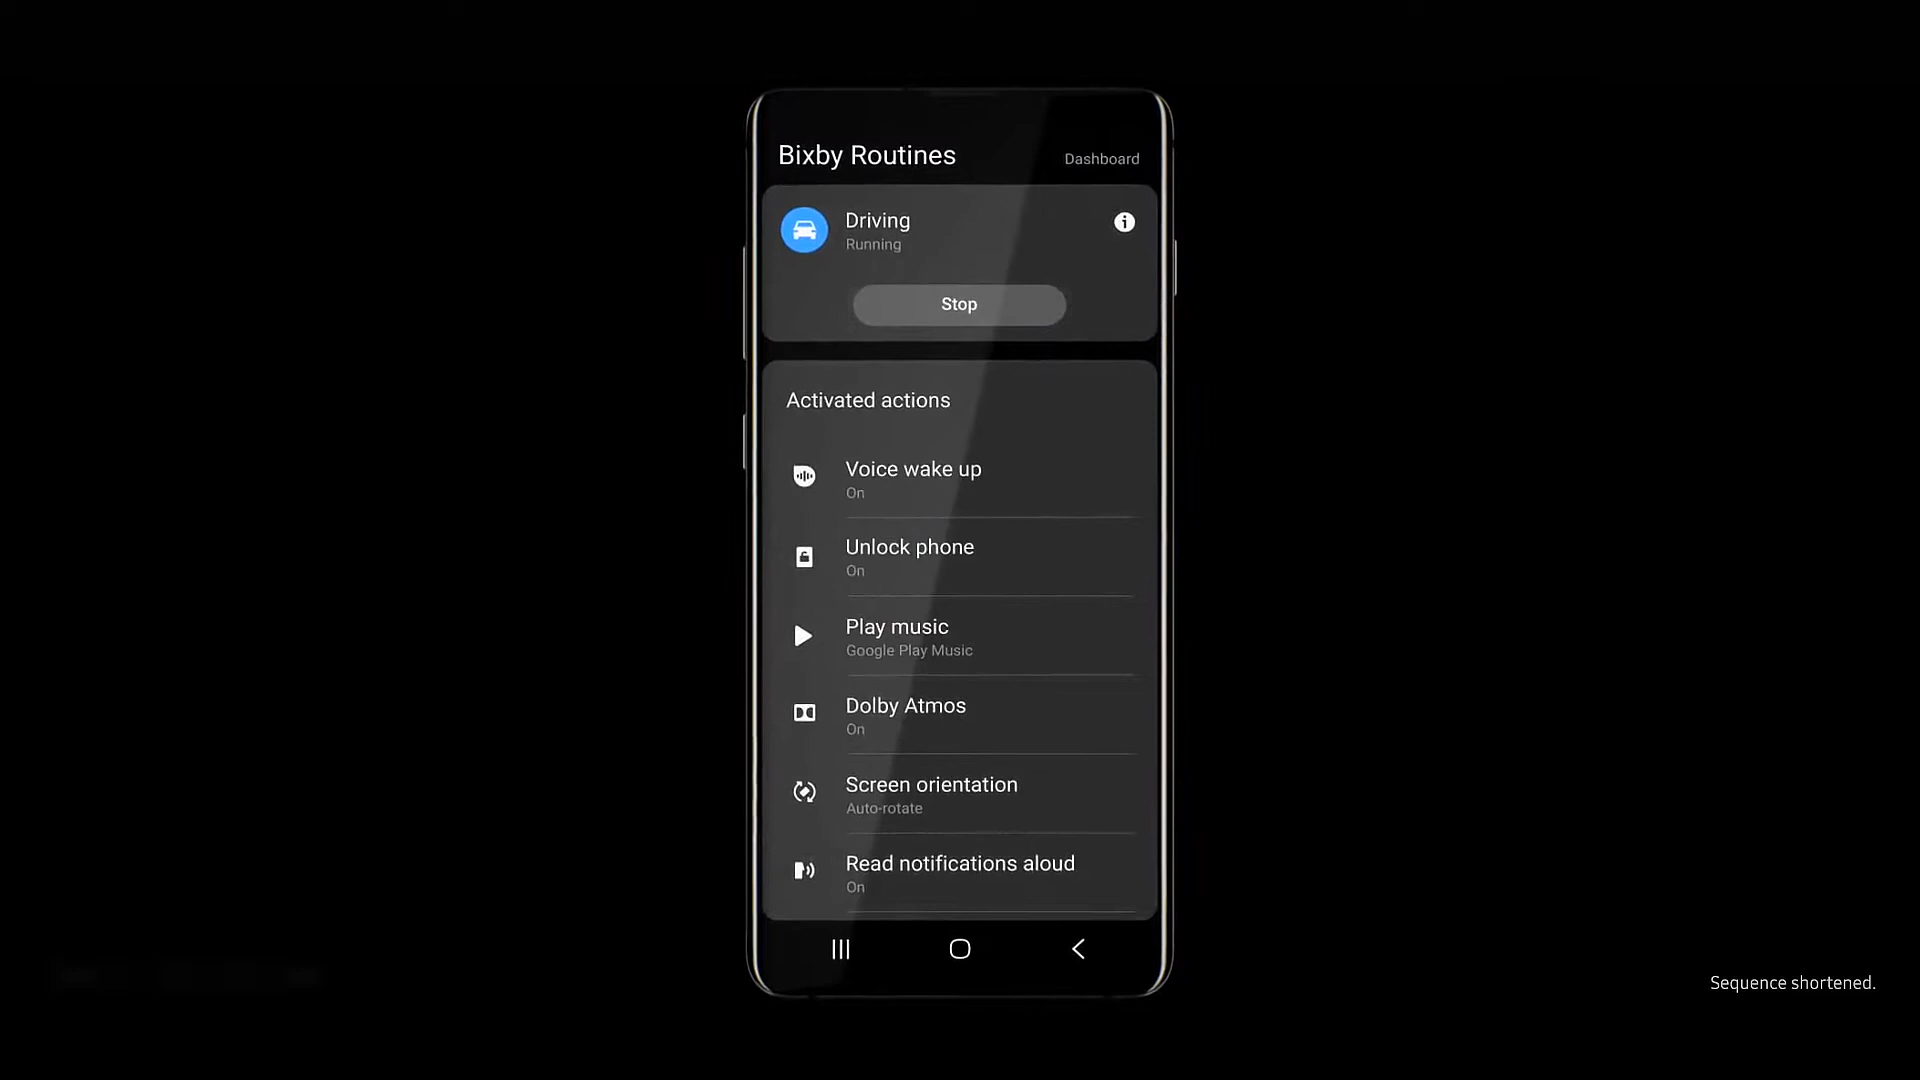 Bixby Routines
Dashboard
Driving
Running
Stop
Activated actions
Voice wake up
On
Unlock phone
On
Play music
Google Play Music
Dolby Atmos
On
Screen orientation
Auto-rotate
Read notifications aloud
On
Sequence shortened.